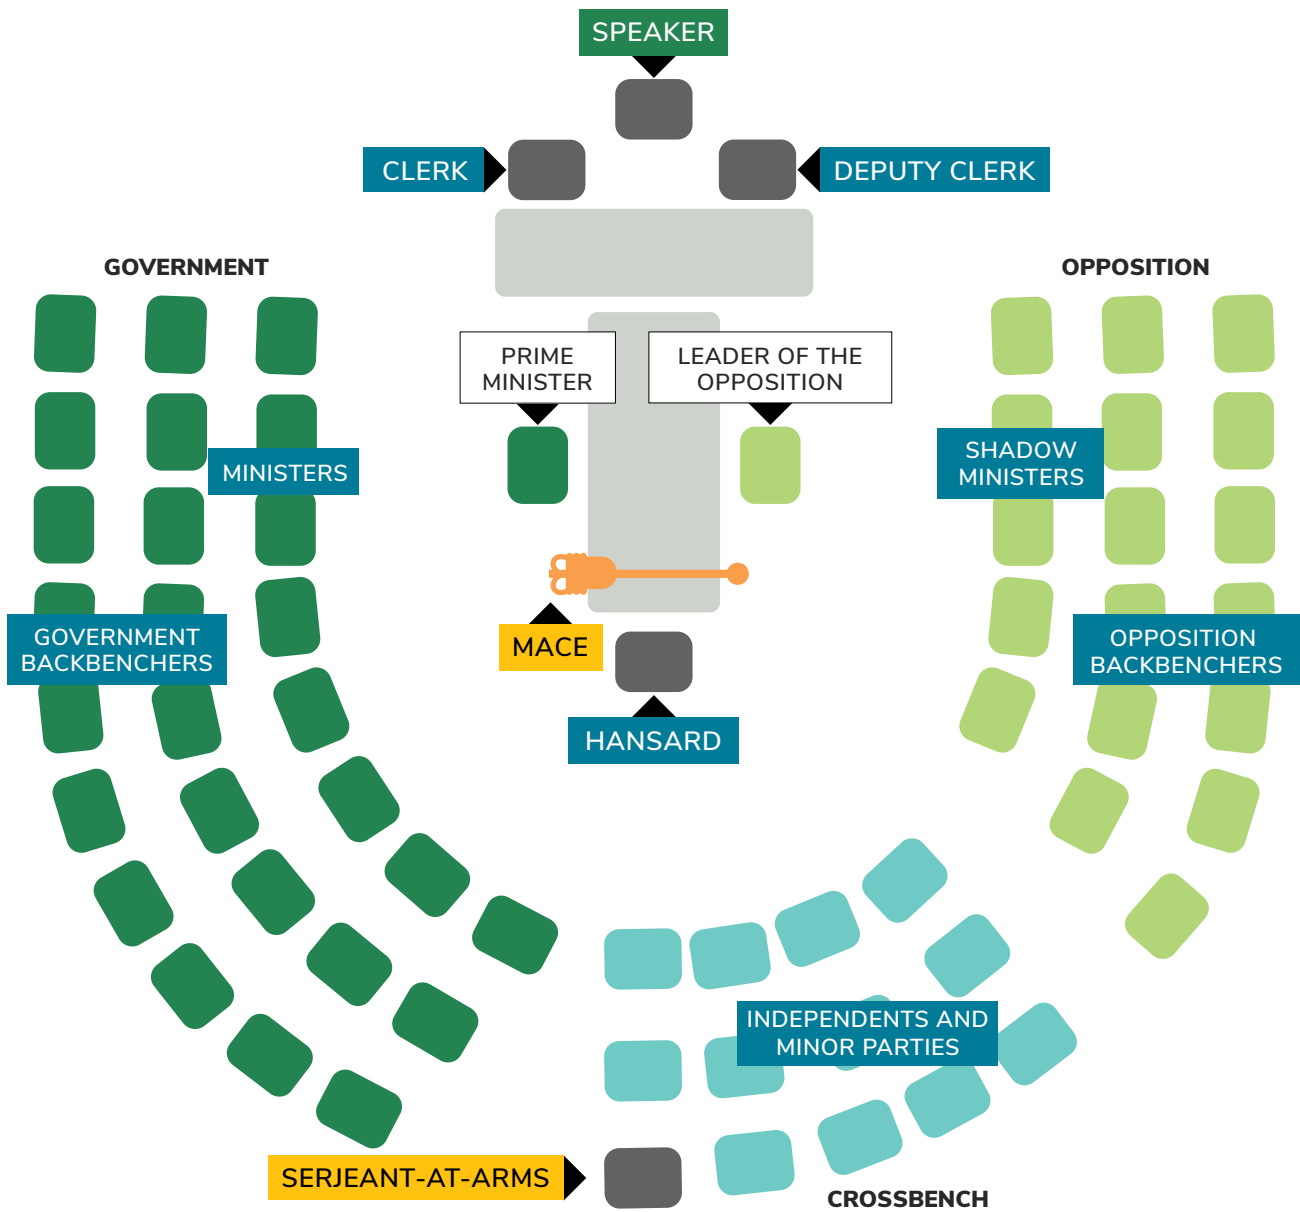 SPEAKER
CLERK
DEPUTY CLERK
GOVERNMENT
OPPOSITION
PRIME
MINISTER
LEADER OF THE
OPPOSITION
MINISTERS
SHADOW
MINISTERS
GOVERNMENT
BACKBENCHERS
MACE
OPPOSITION
BACKBENCHERS
HANSARD
INDEPENDENTS AND
MINOR PARTIES
SERJEANT-AT-ARMS
CROSSBENCH